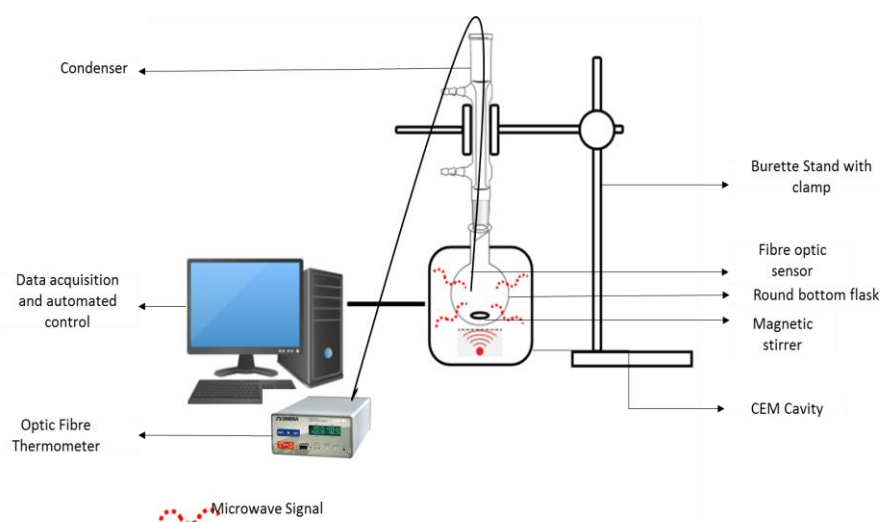 Condenser
Burette Stand with
clamp
Fibre optic
sensor
Data acquisition
and automated
control
Round bottom flask
Magnetic
stirrer
CEM Cavity
Optic Fibre
Thermometer
OMEGA
Microwave Signal